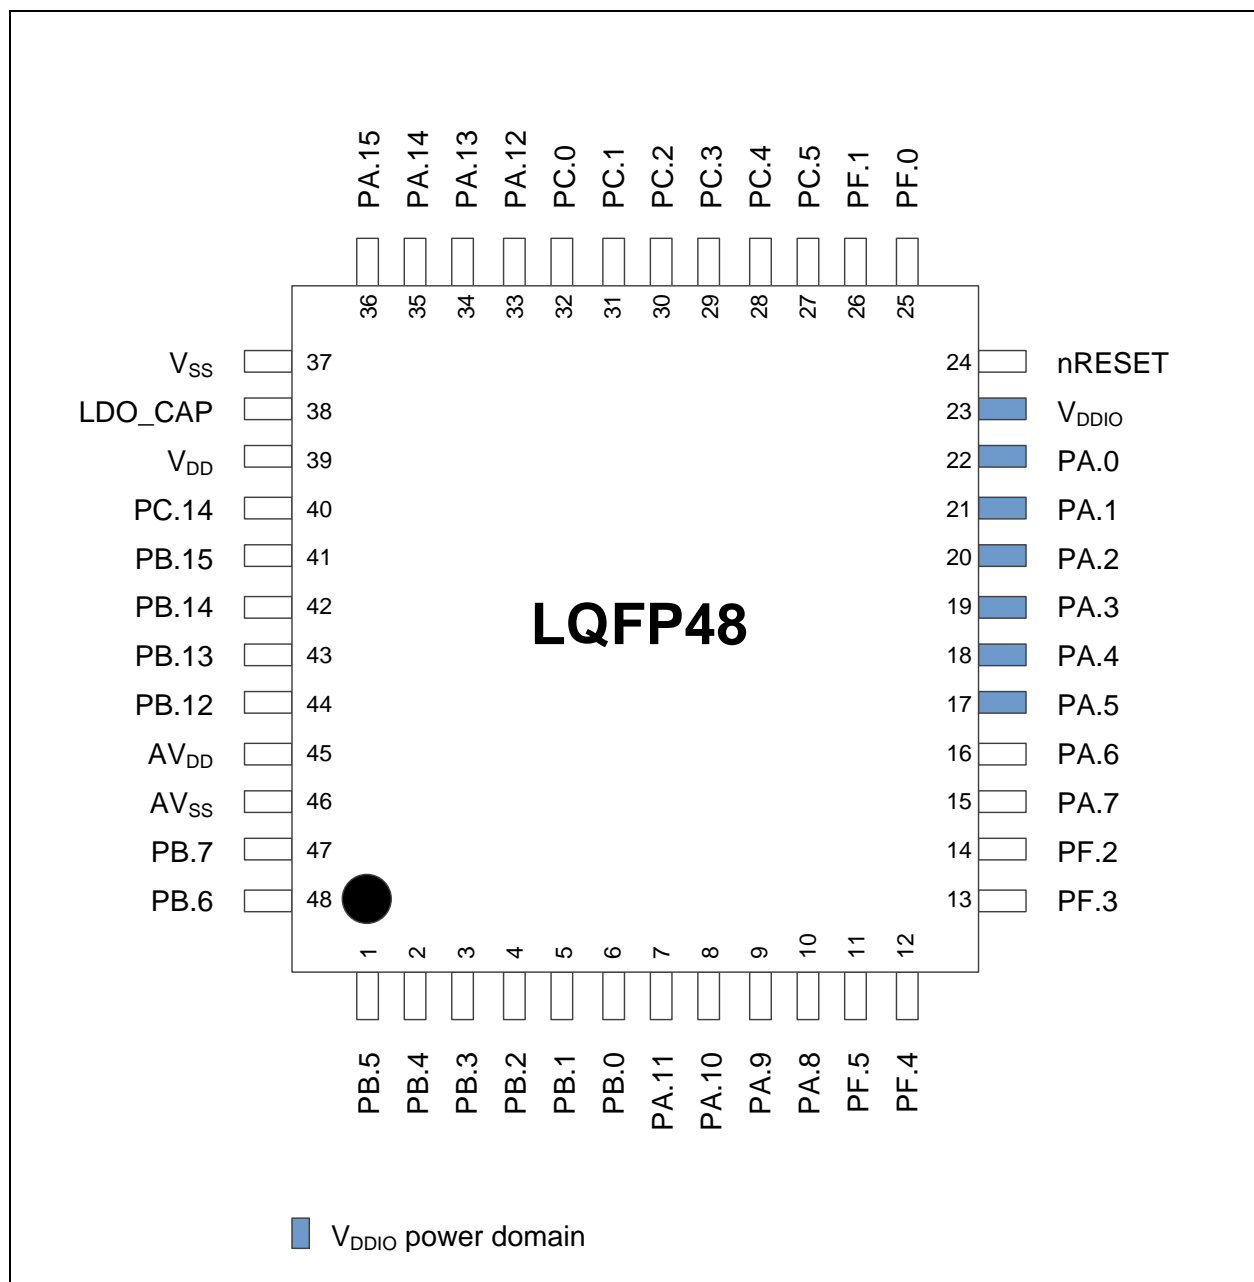 PA.15
PA.14
PA.13
PA.12
PC.0
PC.1
PC.2
PC.3
PC.4
PC.5
PF.1
PF.0
36
35
34
33
32
31
30
29
28
27
26
25
VSS 37
LDO_CAP 38
VDD 39
PC.14 40
PB.15 41
PB.14 42
PB.13 43
PB.12 44
AVDD 45
AVSS 46
PB.7 47
PB.6 48
LQFP48
24 nRESET
23 VDDIO
22 PA.0
21 PA.1
20 PA.2
19 PA.3
18 PA.4
17 PA.5
16 PA.6
15 PA.7
14 PF.2
13 PF.3
1
2
3
4
5
6
7
8
9
10
11
12
PB.5
PB.4
PB.3
PB.2
PB.1
PB.0
PA.11
PA.10
PA.9
PA.8
PF.5
PF.4
VDDIO power domain